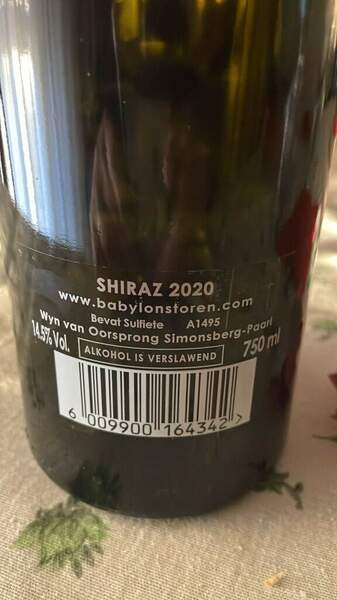 SHIRAZ 2020
www.babylonstoren.com
Bevat Sulfiete A1495
Wyn van Oorsprong Simonsberg-Paarl
14.5% Vol. ALKOHOL IS VERSLAWEND 750 ml
6 009900 164342 >